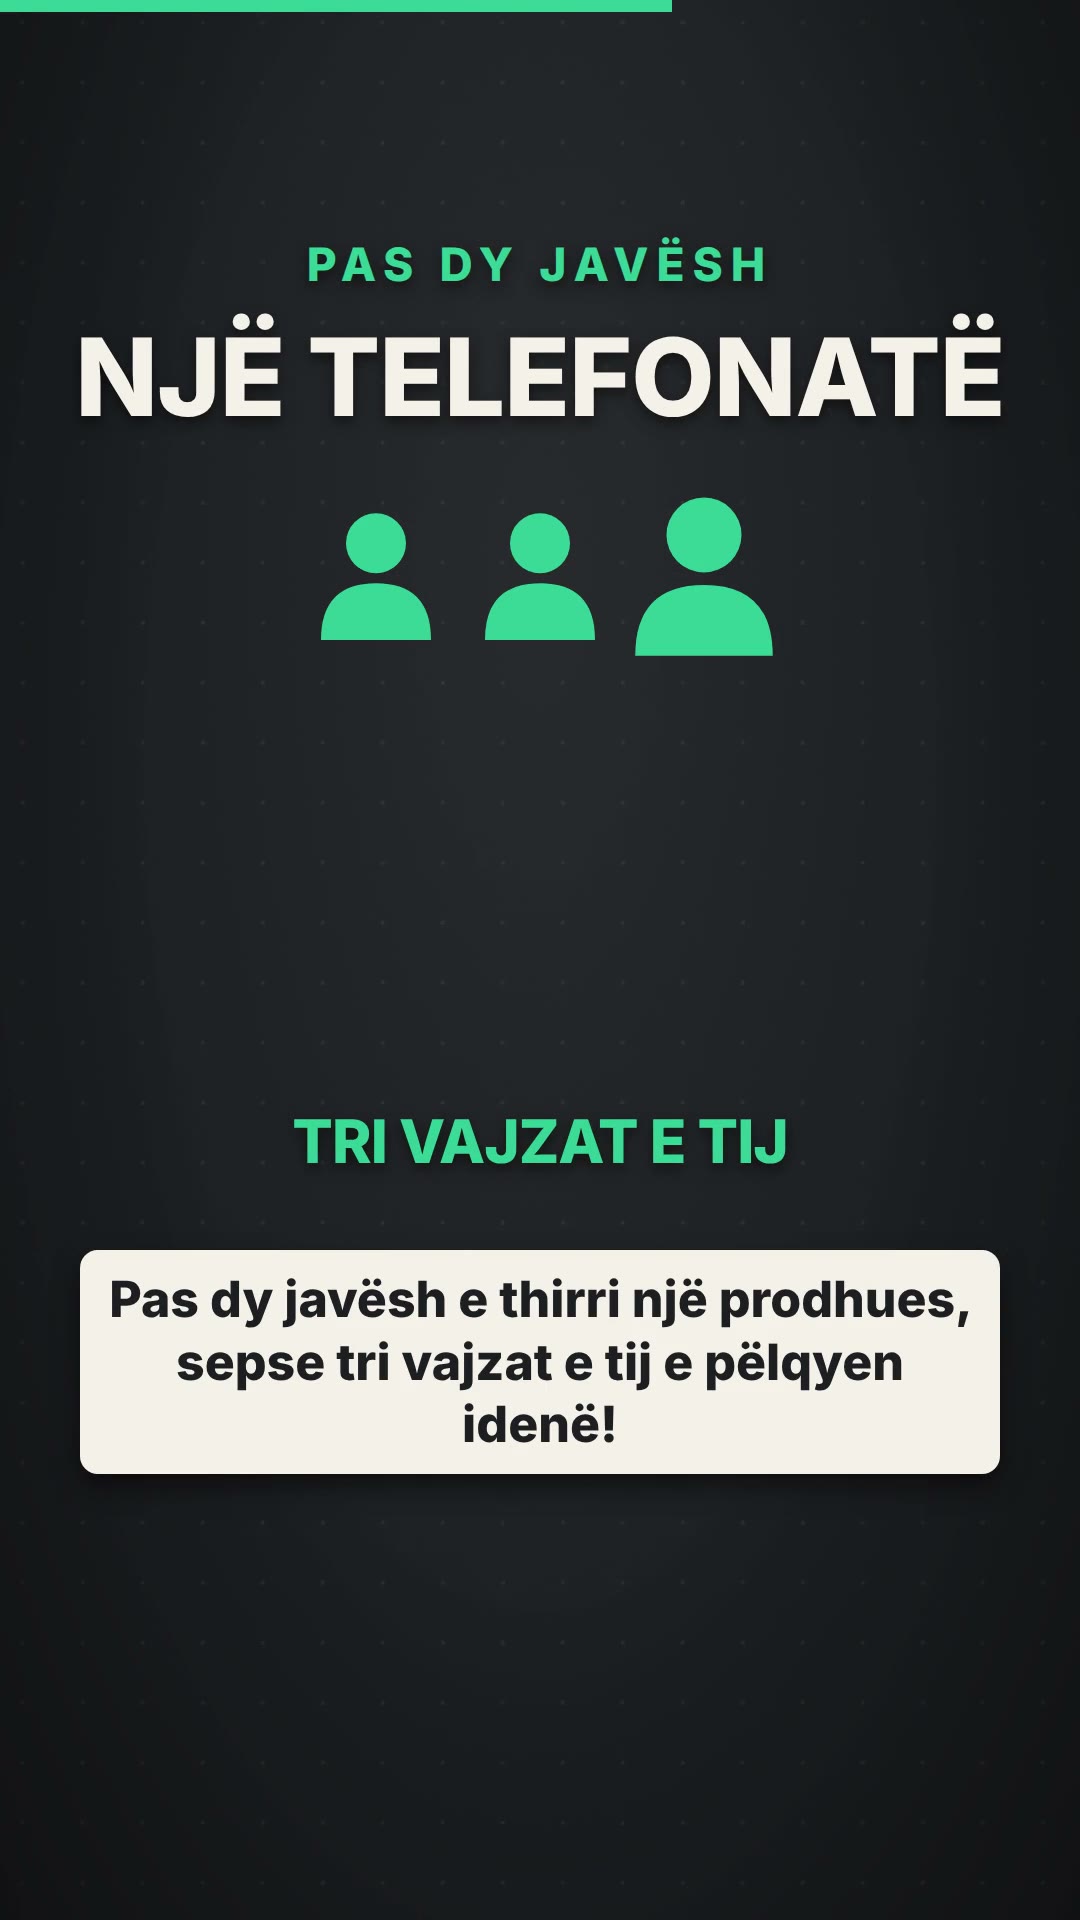 PAS DY JAVËSH
NJË TELEFONATË
TRI VAJZAT E TIJ
Pas dy javësh e thirri një prodhues,
sepse tri vajzat e tij e pëlqyen
idenë!